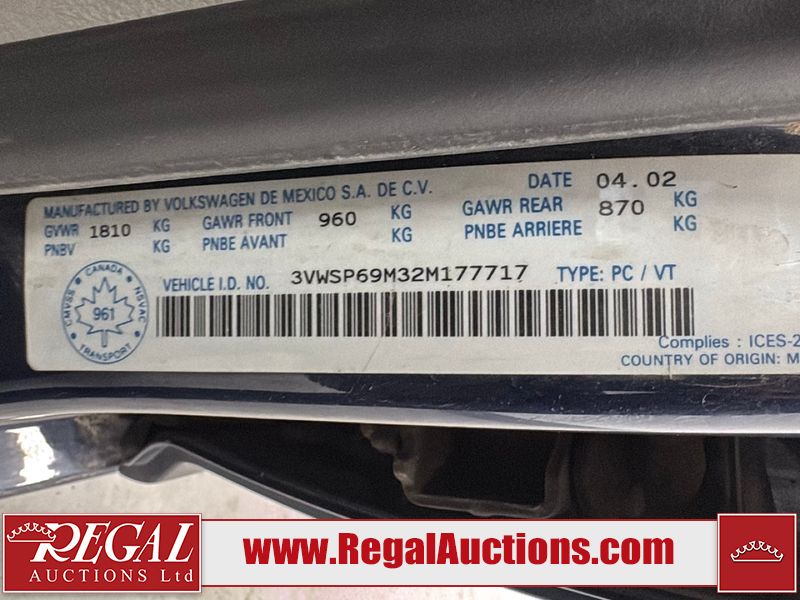 MANUFACTURED BY VOLKSWAGEN DE MEXICO S.A. DE C.V. DATE 04.02
GVWR 1810 KG GAWR FRONT 960 KG GAWR REAR 870 KG
PNBV KG PNBE AVANT KG PNBE ARRIERE KG
VEHICLE I.D. NO. 3VWSP69M32M177717 TYPE: PC / VT
CANADA
CMVSS NSVAC
961
TRANSPORT
Complies : ICES-2
COUNTRY OF ORIGIN: M
REGAL
AUCTIONS Ltd
www.RegalAuctions.com